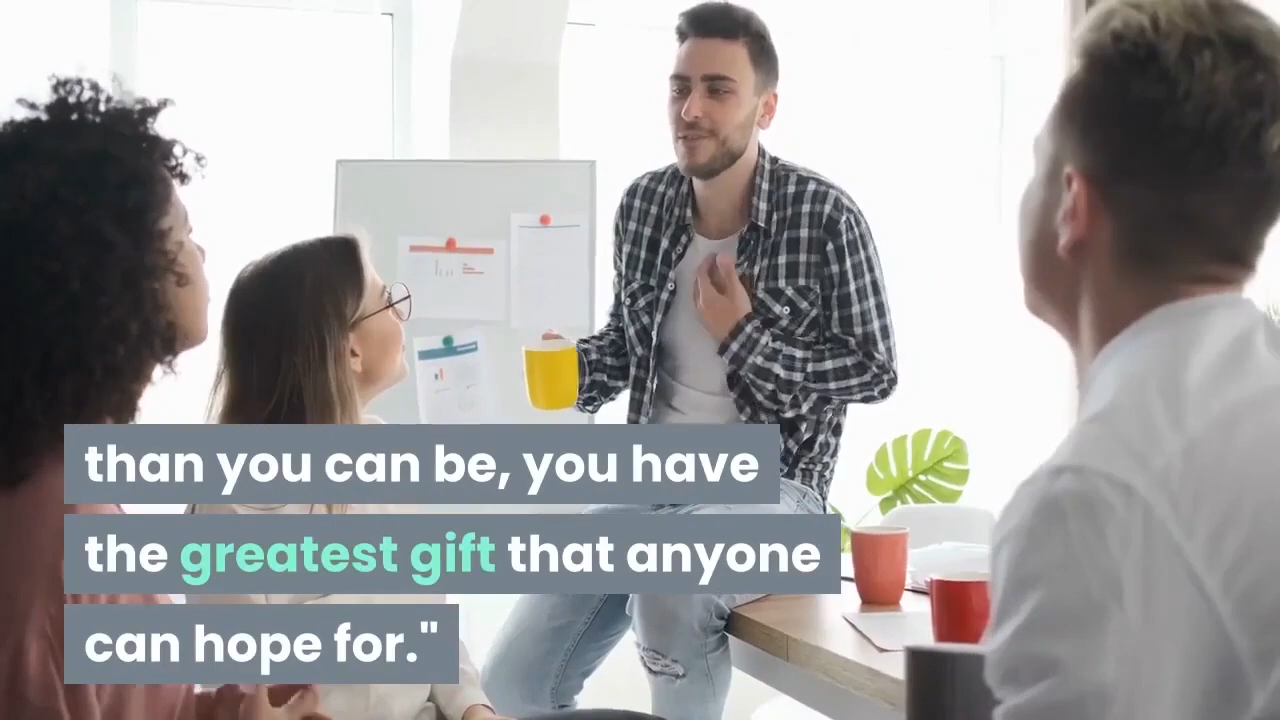 than you can be, you have
the greatest gift that anyone
can hope for."